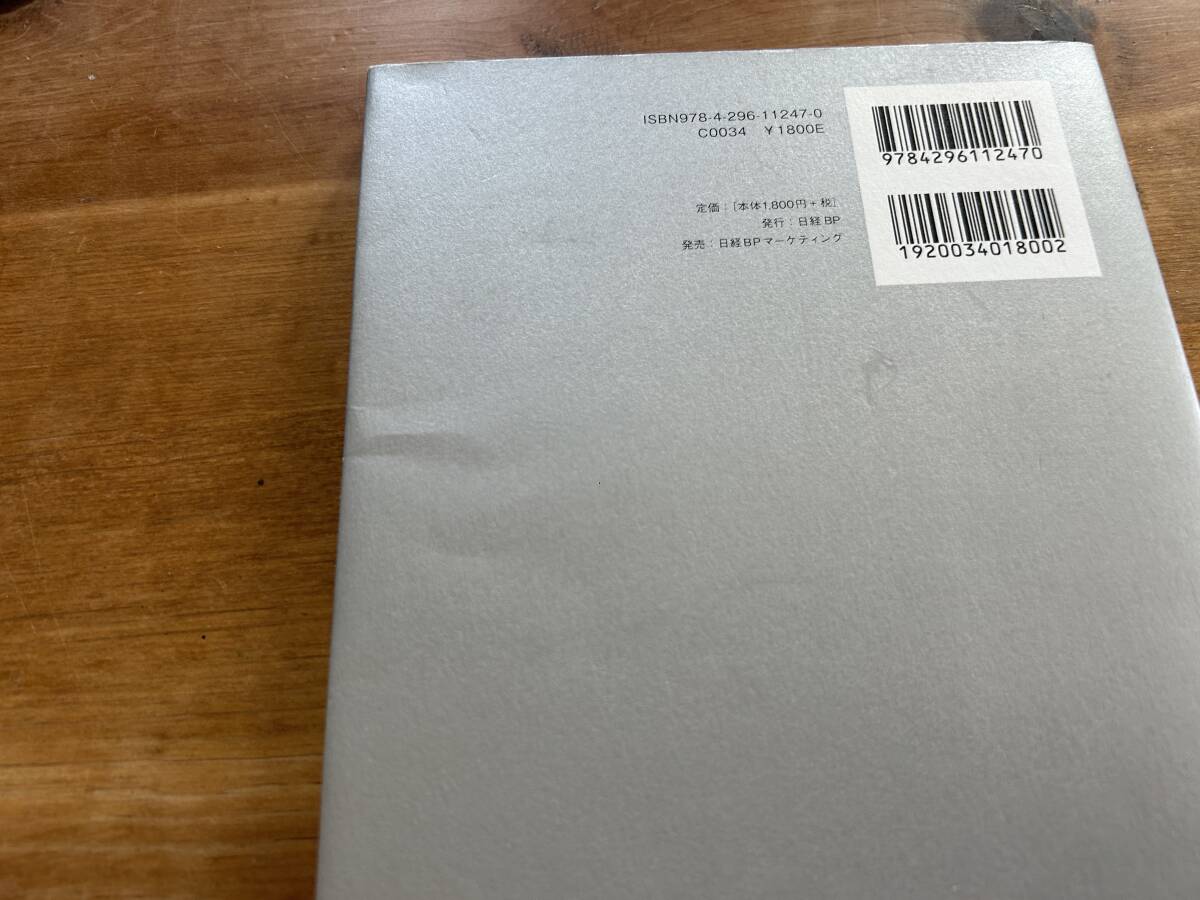 ISBN978-4-296-11247-0
C0034 ¥1800E
定価：[本体1,800円+税]
発行：日経BP
発売：日経BPマーケティング
9784296112470
1920034018002